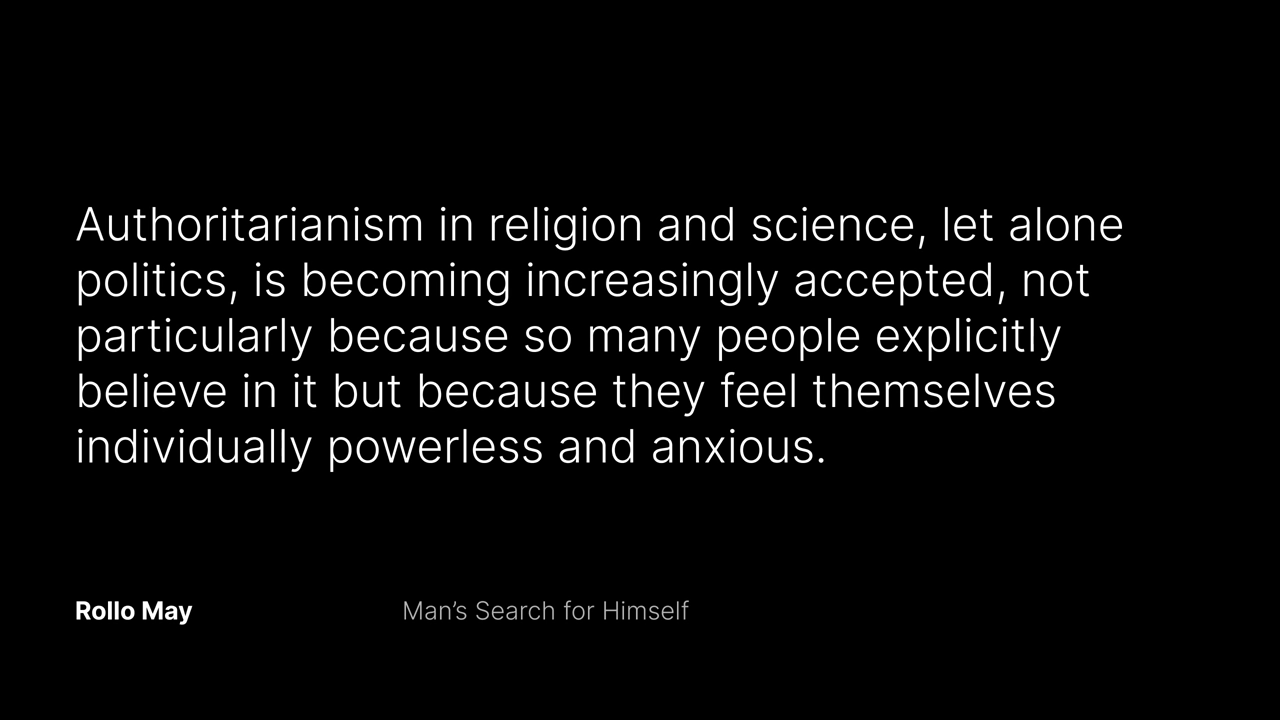 Authoritarianism in religion and science, let alone
politics, is becoming increasingly accepted, not
particularly because so many people explicitly
believe in it but because they feel themselves
individually powerless and anxious.
Rollo May
Man’s Search for Himself